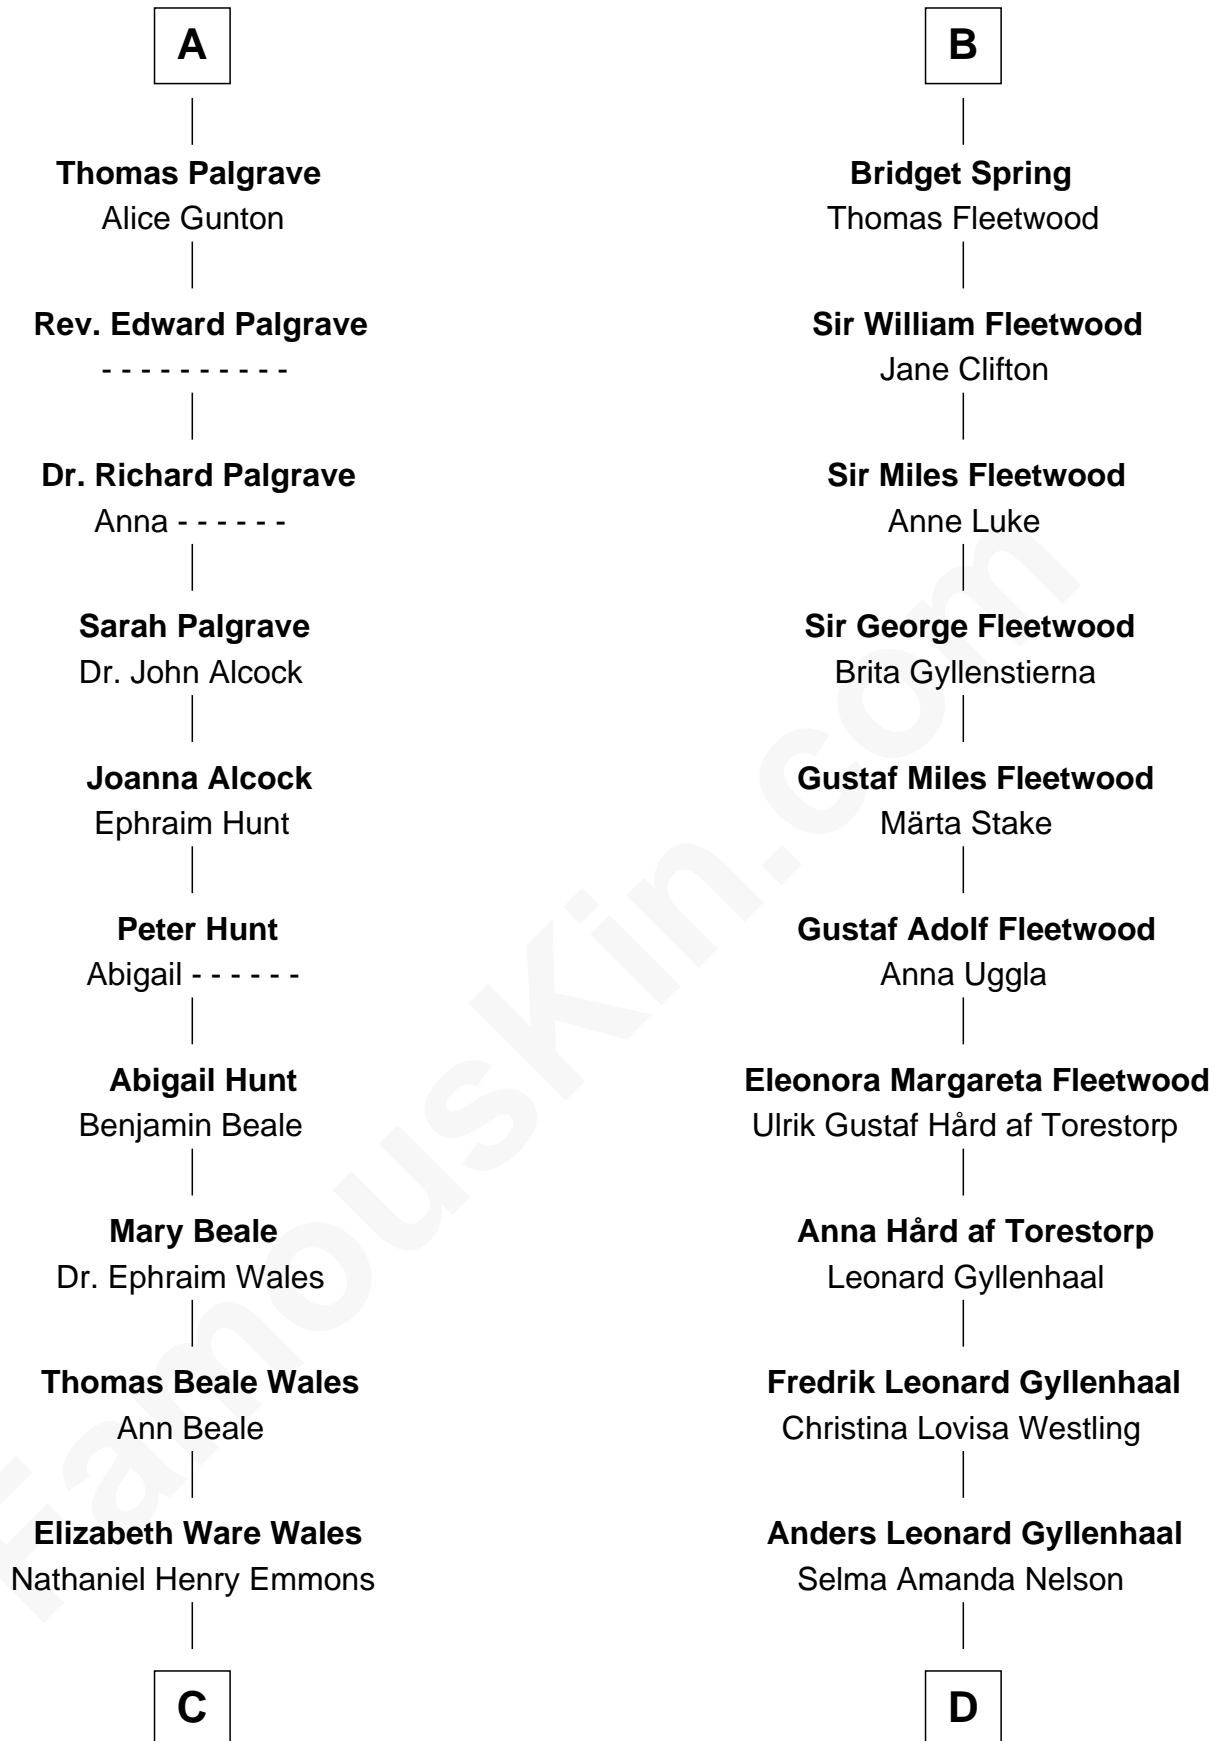 A
Thomas Palgrave
Alice Gunton
Rev. Edward Palgrave
- - - - - - - - - -
Dr. Richard Palgrave
Anna - - - - - -
Sarah Palgrave
Dr. John Alcock
Joanna Alcock
Ephraim Hunt
Peter Hunt
Abigail - - - - - -
Abigail Hunt
Benjamin Beale
Mary Beale
Dr. Ephraim Wales
Thomas Beale Wales
Ann Beale
Elizabeth Ware Wales
Nathaniel Henry Emmons
C
B
Bridget Spring
Thomas Fleetwood
Sir William Fleetwood
Jane Clifton
Sir Miles Fleetwood
Anne Luke
Sir George Fleetwood
Brita Gyllenstierna
Gustaf Miles Fleetwood
Märta Stake
Gustaf Adolf Fleetwood
Anna Uggla
Eleonora Margareta Fleetwood
Ulrik Gustaf Hård af Torestorp
Anna Hård af Torestorp
Leonard Gyllenhaal
Fredrik Leonard Gyllenhaal
Christina Lovisa Westling
Anders Leonard Gyllenhaal
Selma Amanda Nelson
D
FamousKin.com